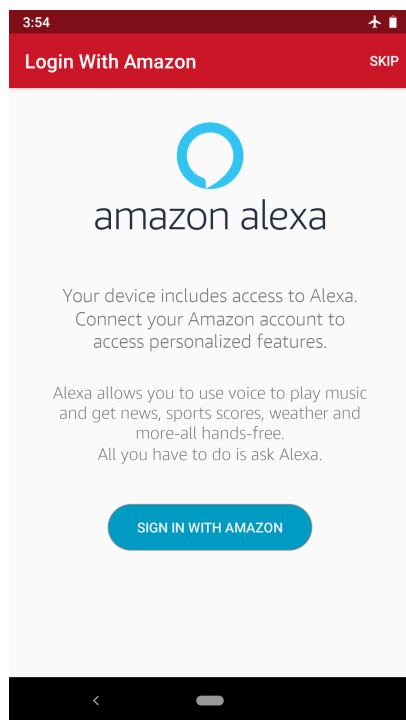 3:54
Login With Amazon
SKIP
amazon alexa
Your device includes access to Alexa.
Connect your Amazon account to
access personalized features.
Alexa allows you to use voice to play music
and get news, sports scores, weather and
more-all hands-free.
All you have to do is ask Alexa.
SIGN IN WITH AMAZON